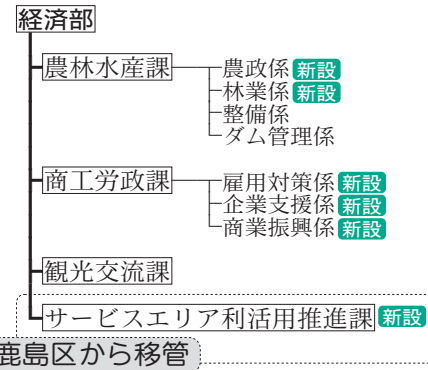 経済部
農林水産課
農政係 新設
林業係 新設
整備係
ダム管理係
商工労政課
雇用対策係 新設
企業支援係 新設
商業振興係 新設
観光交流課
サービスエリア利活用推進課 新設
鹿島区から移管